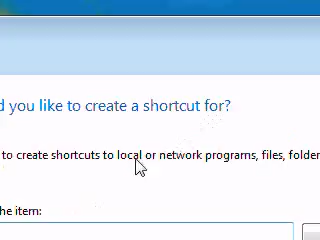 d you like to create a shortcut for?
to create shortcuts to local or network programs, files, folder
he item: